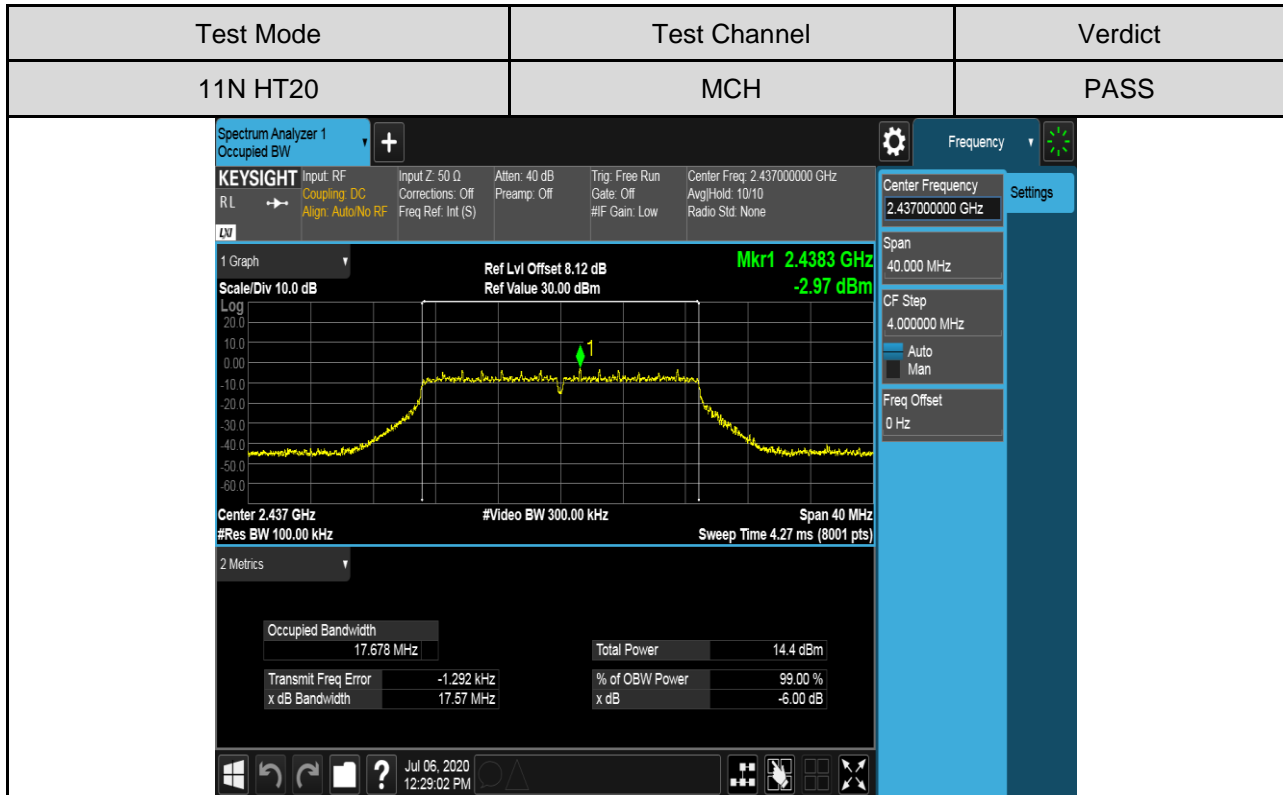 Test Mode Test Channel Verdict
11N HT20 MCH PASS
Spectrum Analyzer 1
Occupied BW
+
Frequency
KEYSIGHT
R L
LXI
Input: RF
Coupling: DC
Align: Auto/No RF
Input Z: 50 Ω
Corrections: Off
Freq Ref: Int (S)
Atten: 40 dB
Preamp: Off
Trig: Free Run
Gate: Off
#IF Gain: Low
Center Freq: 2.437000000 GHz
Avg|Hold: 10/10
Radio Std: None
Center Frequency
2.437000000 GHz
Settings
Span
40.000 MHz
CF Step
4.000000 MHz
Auto
Man
Freq Offset
0 Hz
1 Graph
Scale/Div 10.0 dB
Ref Lvl Offset 8.12 dB
Ref Value 30.00 dBm
Mkr1 2.4383 GHz
-2.97 dBm
Log
20.0
10.0
0.00
-10.0
-20.0
-30.0
-40.0
-50.0
-60.0
1
Center 2.437 GHz
#Res BW 100.00 kHz
#Video BW 300.00 kHz
Span 40 MHz
Sweep Time 4.27 ms (8001 pts)
2 Metrics
Occupied Bandwidth
17.678 MHz
Total Power 14.4 dBm
Transmit Freq Error -1.292 kHz
% of OBW Power 99.00 %
x dB Bandwidth 17.57 MHz
x dB -6.00 dB
?
Jul 06, 2020
12:29:02 PM